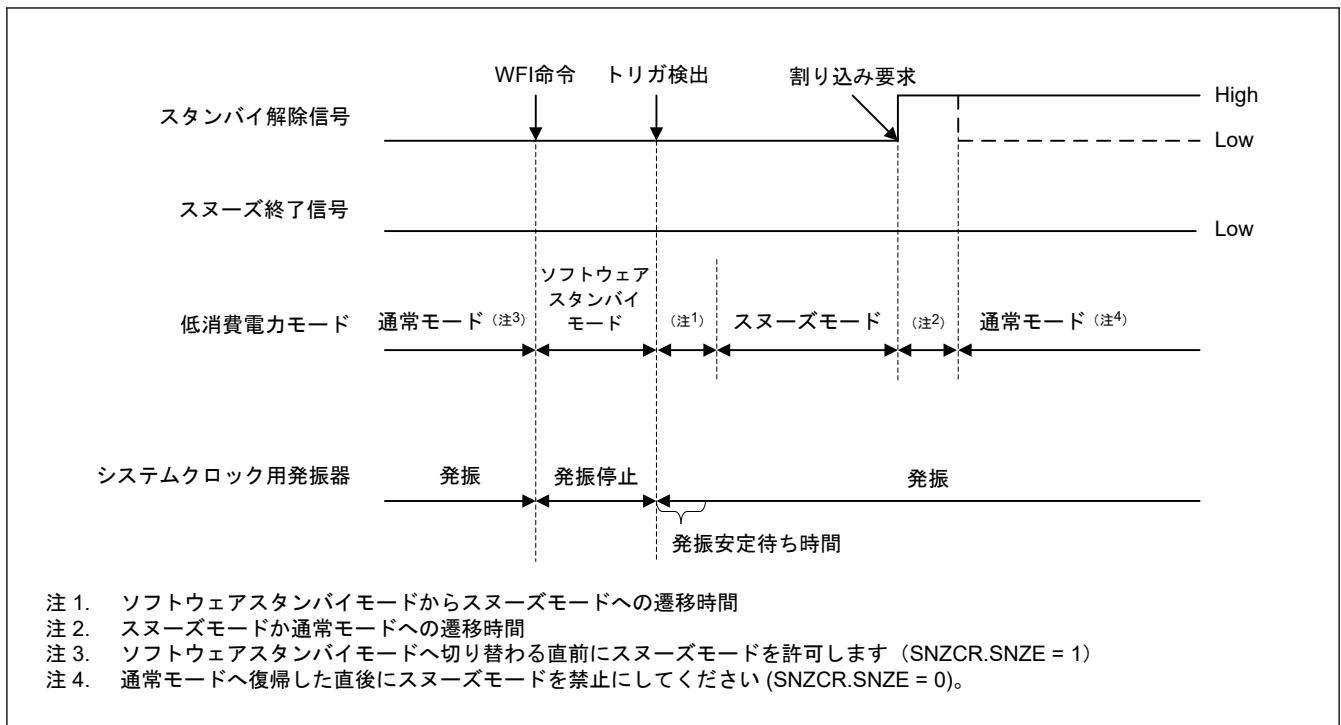 WFI命令 トリガ検出 割り込み要求
スタンバイ解除信号
High
Low
スヌーズ終了信号
Low
低消費電力モード
通常モード（注3）
ソフトウェア
スタンバイ
モード
（注1）
スヌーズモード
（注2）
通常モード（注4）
システムクロック用発振器
発振
発振停止
発振
発振安定待ち時間
注 1. ソフトウェアスタンバイモードからスヌーズモードへの遷移時間
注 2. スヌーズモードか通常モードへの遷移時間
注 3. ソフトウェアスタンバイモードへ切り替わる直前にスヌーズモードを許可します（SNZCR.SNZE = 1）
注 4. 通常モードへ復帰した直後にスヌーズモードを禁止にしてください (SNZCR.SNZE = 0)。